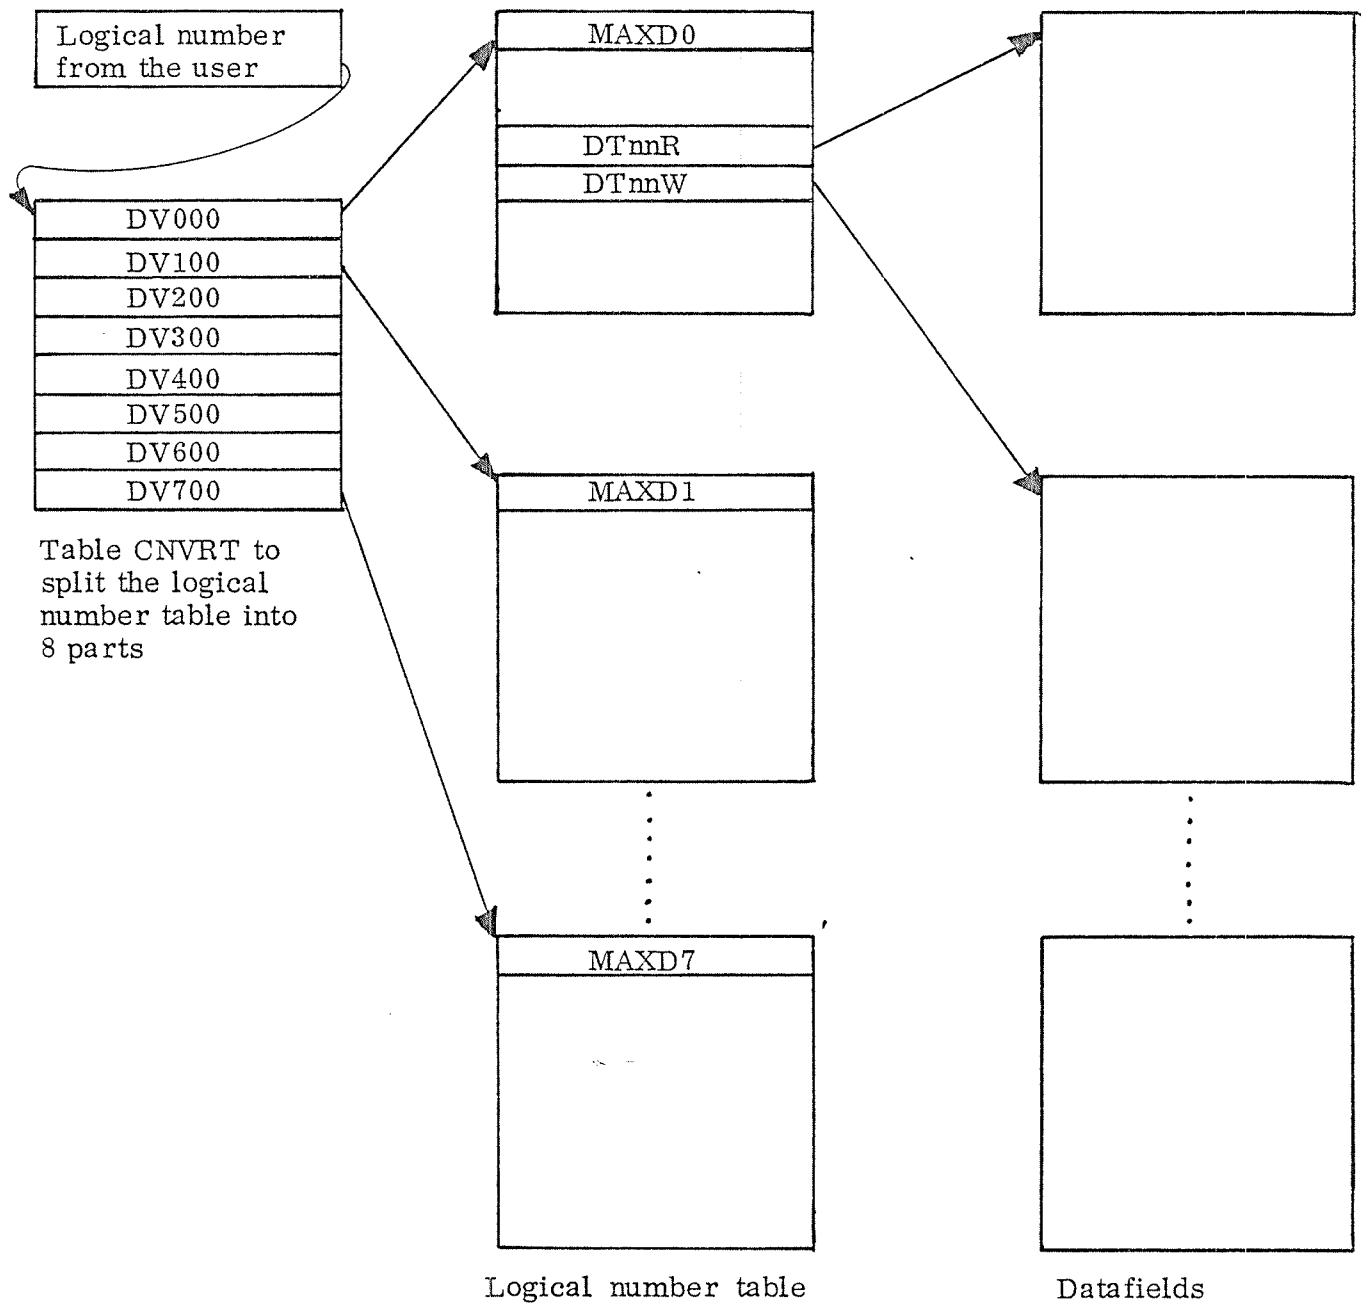 Logical number
from the user
DV000
DV100
DV200
DV300
DV400
DV500
DV600
DV700
Table CNVRT to
split the logical
number table into
8 parts
MAXD0
DTnnR
DTnnW
MAXD1
MAXD7
Logical number table
Datafields